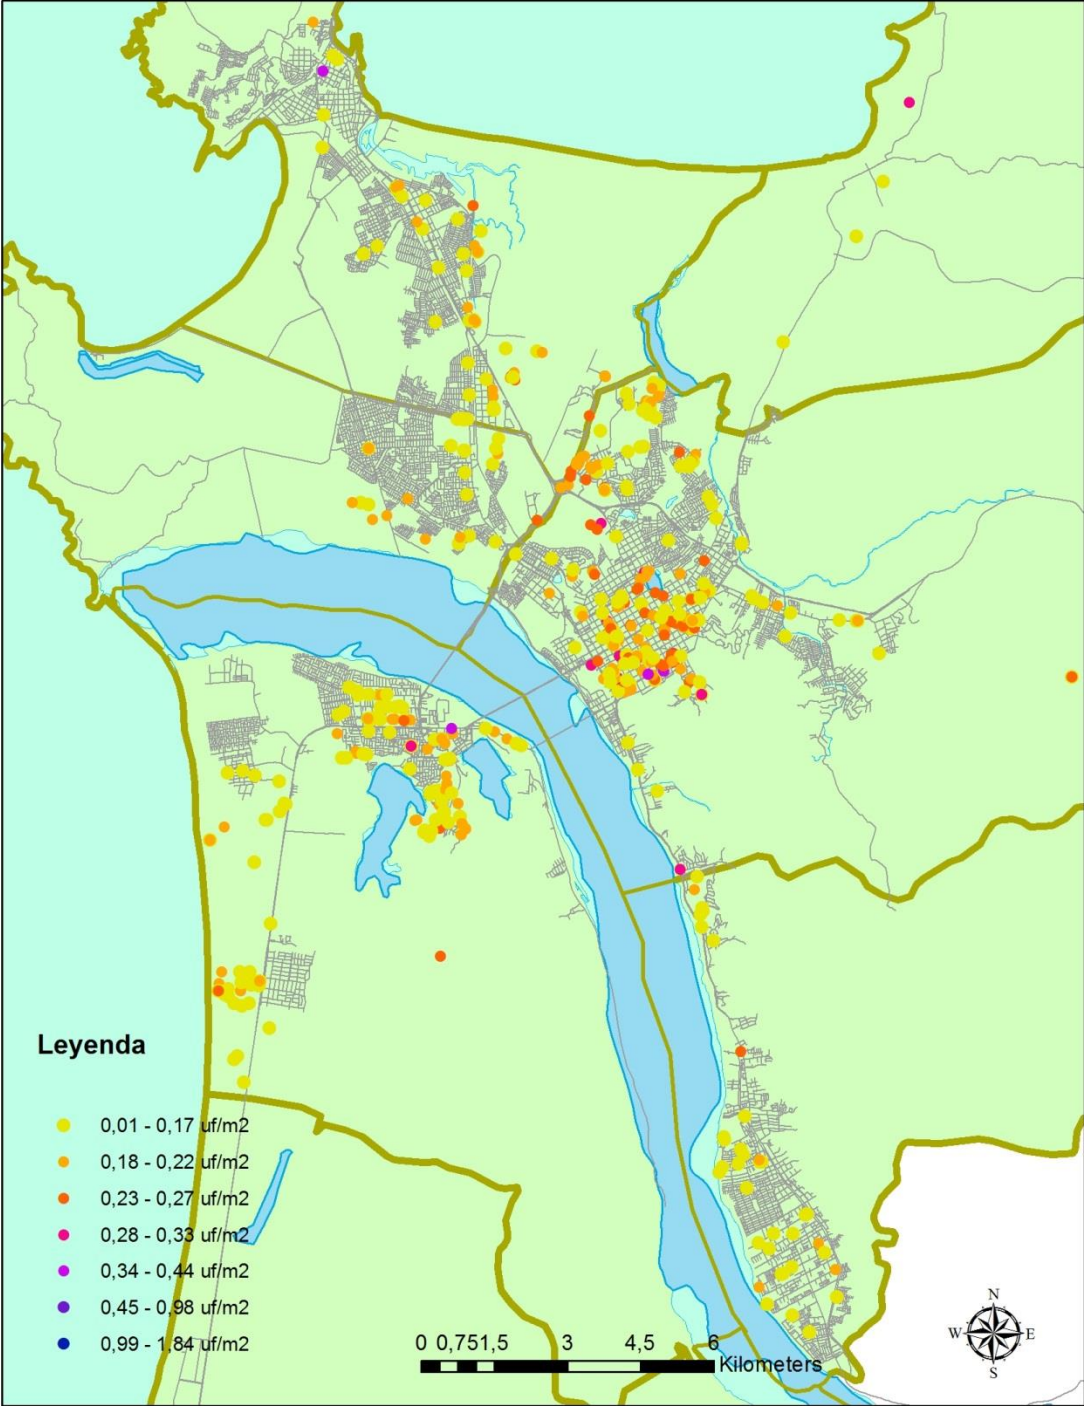 Leyenda
0,01 - 0,17 uf/m2
0,18 - 0,22 uf/m2
0,23 - 0,27 uf/m2
0,28 - 0,33 uf/m2
0,34 - 0,44 uf/m2
0,45 - 0,98 uf/m2
0,99 - 1,84 uf/m2
0 0,75 1,5 3 4,5 6
Kilometers
N
W E
S